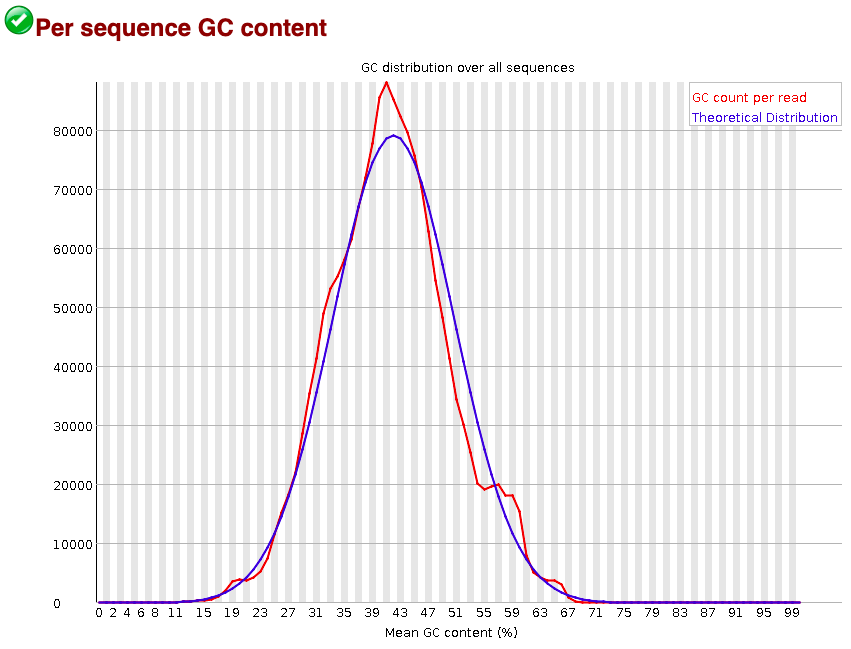 Per sequence GC content
GC distribution over all sequences
GC count per read
Theoretical Distribution
80000
70000
60000
50000
40000
30000
20000
10000
0
0 2 4 6 8 11 15 19 23 27 31 35 39 43 47 51 55 59 63 67 71 75 79 83 87 91 95 99
Mean GC content (%)